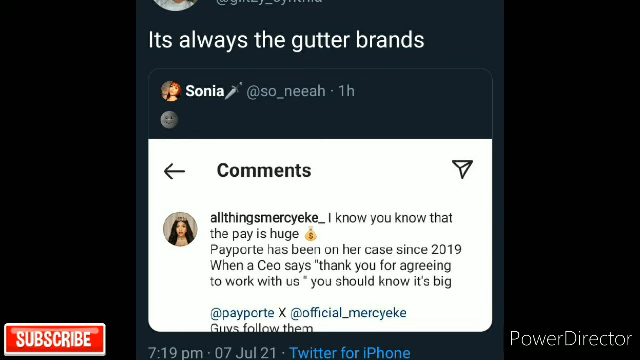 @glitzy_cynthia
Its always the gutter brands
Sonia @so_neeah · 1h
Comments
allthingsmercyeke_ I know you know that
the pay is huge 💰
Payporte has been on her case since 2019
When a Ceo says "thank you for agreeing
to work with us " you should know it's big
@payporte X @official_mercyeke
Guys follow them
7:19 pm · 07 Jul 21 · Twitter for iPhone
SUBSCRIBE
PowerDirector